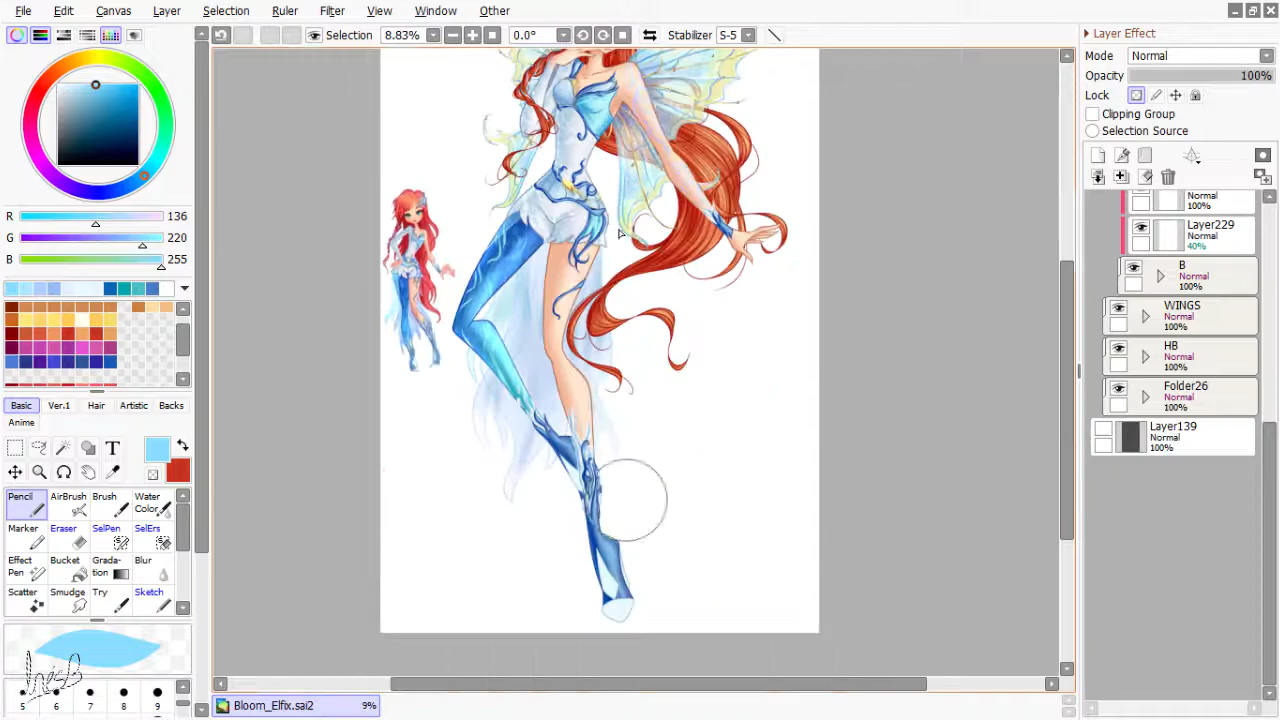 File Edit Canvas Layer Selection Ruler Filter View Window Other
Selection 8.83% 0.0° Stabilizer S-5
Layer Effect
Mode Normal
Opacity 100%
Lock
Clipping Group
Selection Source
R 136
G 220
B 255
Basic Ver.1 Hair Artistic Backs
Anime
T
Pencil AirBrush Brush Water Color
Marker Eraser SelPen SelErs
Effect Pen Bucket Grada-tion Blur
Scatter Smudge Try Sketch
5 6 7 8 9
Normal
100%
Layer229
Normal
40%
B
Normal
100%
WINGS
Normal
100%
HB
Normal
100%
Folder26
Normal
100%
Layer139
Normal
100%
Bloom_Elfix.sai2 9%